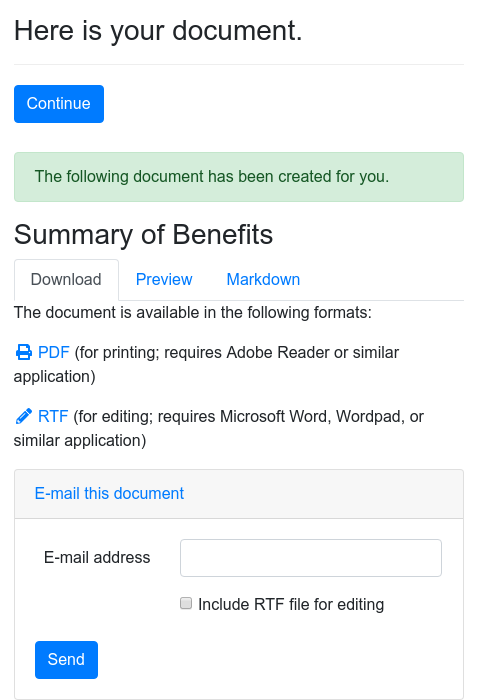 Here is your document.
Continue
The following document has been created for you.
Summary of Benefits
Download Preview Markdown
The document is available in the following formats:
PDF (for printing; requires Adobe Reader or similar
application)
RTF (for editing; requires Microsoft Word, Wordpad, or
similar application)
E-mail this document
E-mail address
Include RTF file for editing
Send